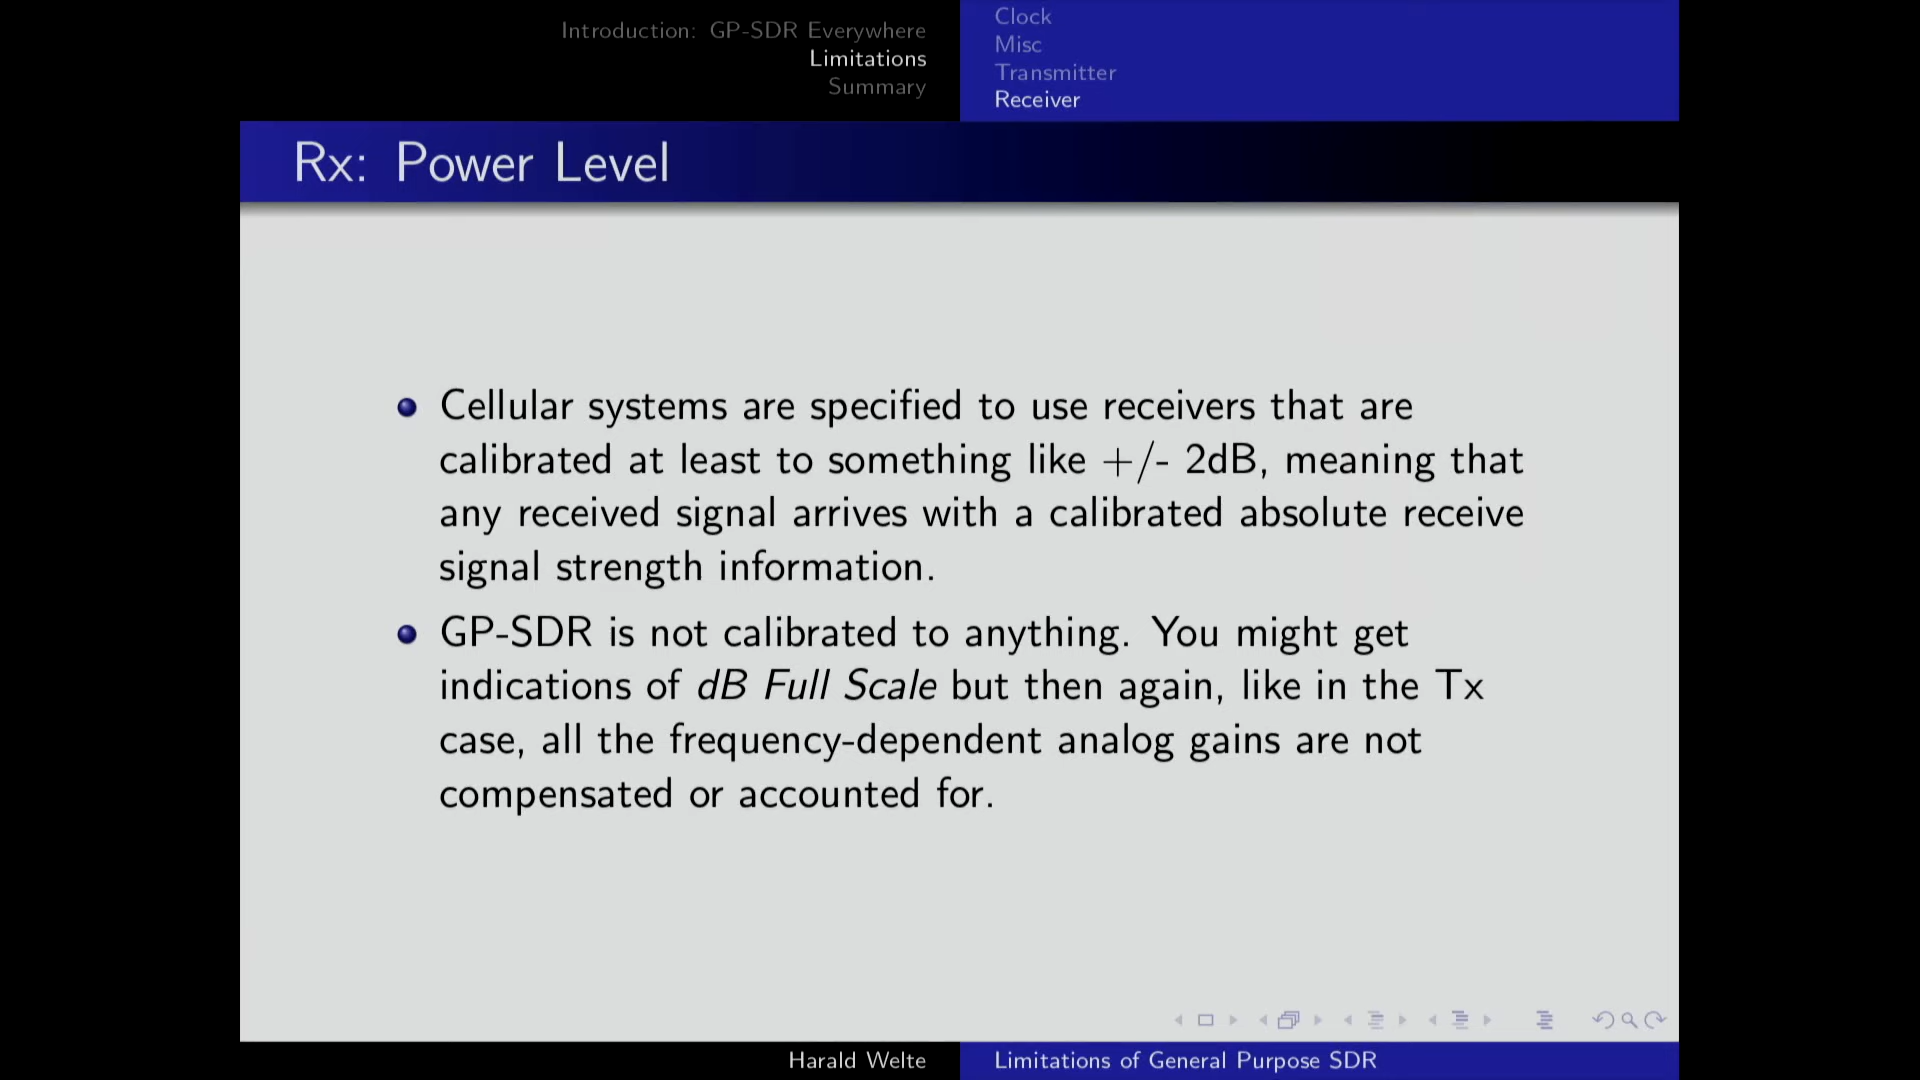 Introduction: GP-SDR Everywhere
Limitations
Summary
Clock
Misc
Transmitter
Receiver
Rx: Power Level
Cellular systems are specified to use receivers that are
calibrated at least to something like +/- 2dB, meaning that
any received signal arrives with a calibrated absolute receive
signal strength information.
GP-SDR is not calibrated to anything. You might get
indications of dB Full Scale but then again, like in the Tx
case, all the frequency-dependent analog gains are not
compensated or accounted for.
Harald Welte
Limitations of General Purpose SDR